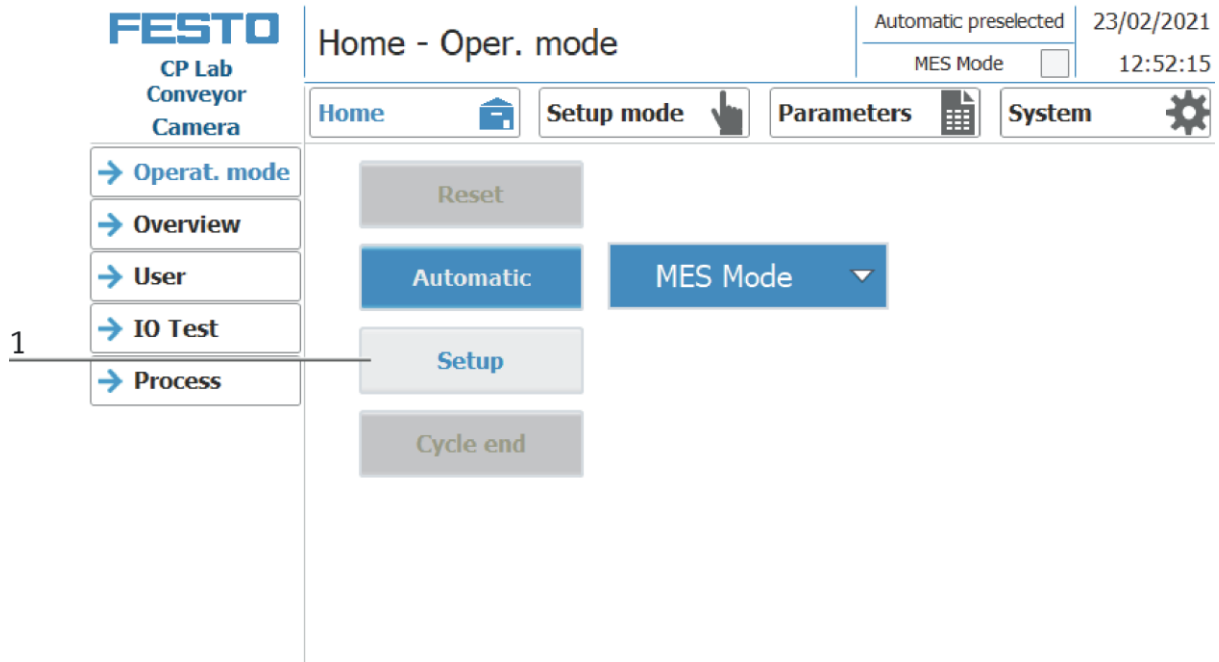 FESTO
CP Lab
Conveyor
Camera
Home - Oper. mode
Automatic preselected
MES Mode
23/02/2021
12:52:15
Home
Setup mode
Parameters
System
Operat. mode
Overview
User
IO Test
Process
Reset
Automatic
MES Mode
Setup
Cycle end
1